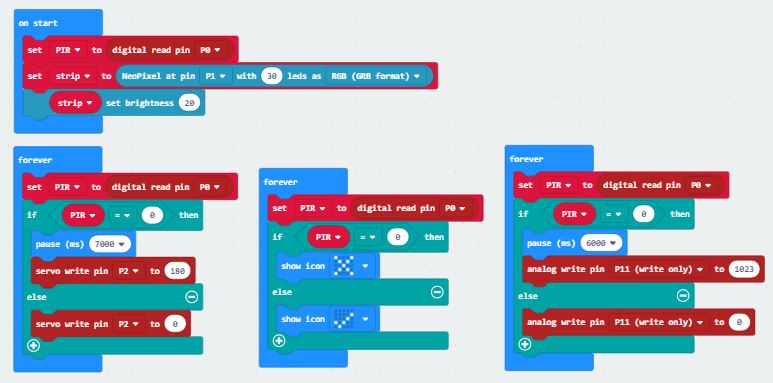 on start
set PIR to digital read pin P0
set strip to NeoPixel at pin P1 with 30 leds as RGB (GRB format)
strip set brightness 20
forever
set PIR to digital read pin P0
if PIR = 0 then
pause (ms) 7000
servo write pin P2 to 180
else
servo write pin P2 to 0
forever
set PIR to digital read pin P0
if PIR = 0 then
show icon
else
show icon
forever
set PIR to digital read pin P0
if PIR = 0 then
pause (ms) 6000
analog write pin P11 (write only) to 1023
else
analog write pin P11 (write only) to 0